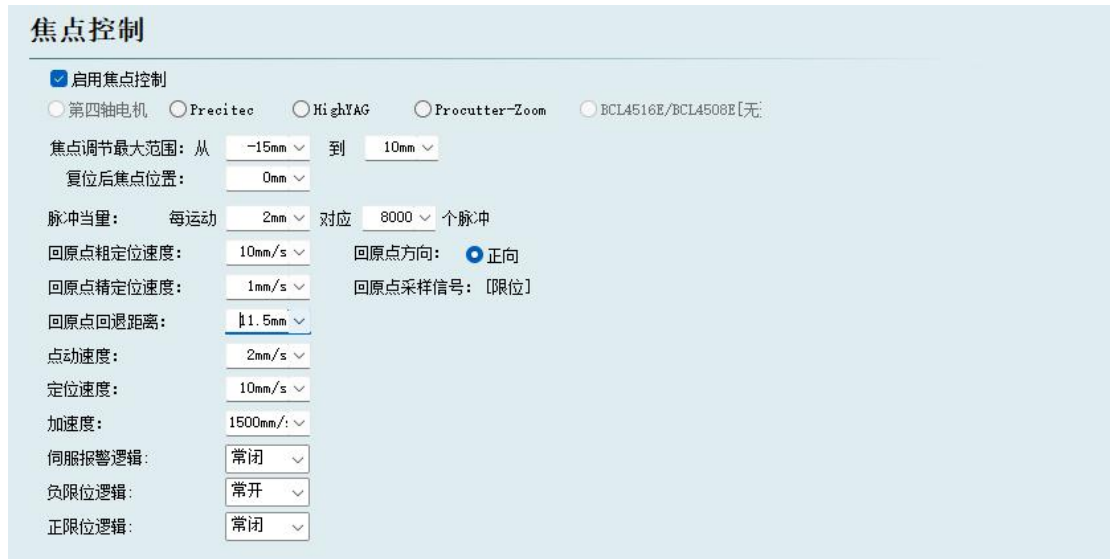 焦点控制
启用焦点控制
第四轴电机 Precitec HighYAG Procutter-Zoom BCL4516E/BCL4508E[无
焦点调节最大范围: 从 -15mm 到 10mm
复位后焦点位置: 0mm
脉冲当量: 每运动 2mm 对应 8000 个脉冲
回原点粗定位速度: 10mm/s 回原点方向: 正向
回原点精定位速度: 1mm/s 回原点采样信号: [限位]
回原点回退距离: 11.5mm
点动速度: 2mm/s
定位速度: 10mm/s
加速度: 1500mm/
伺服报警逻辑: 常闭
负限位逻辑: 常开
正限位逻辑: 常闭